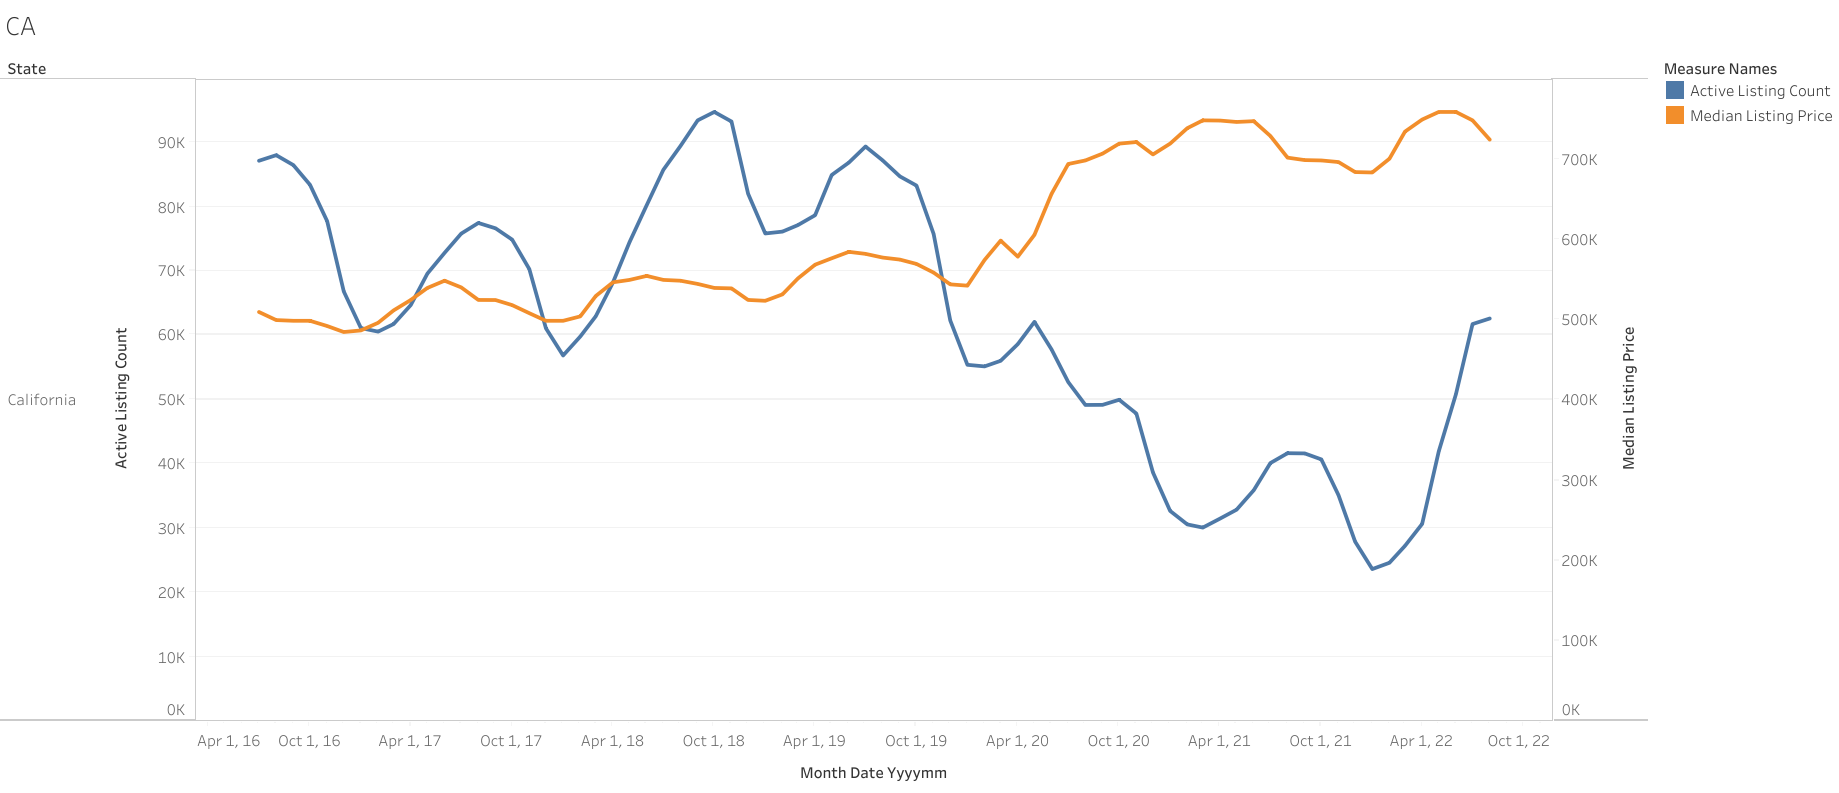 CA
State
Measure Names
Active Listing Count
Median Listing Price
California
Active Listing Count
90K
80K
70K
60K
50K
40K
30K
20K
10K
0K
Median Listing Price
700K
600K
500K
400K
300K
200K
100K
0K
Apr 1, 16 Oct 1, 16 Apr 1, 17 Oct 1, 17 Apr 1, 18 Oct 1, 18 Apr 1, 19 Oct 1, 19 Apr 1, 20 Oct 1, 20 Apr 1, 21 Oct 1, 21 Apr 1, 22 Oct 1, 22
Month Date Yyyymm